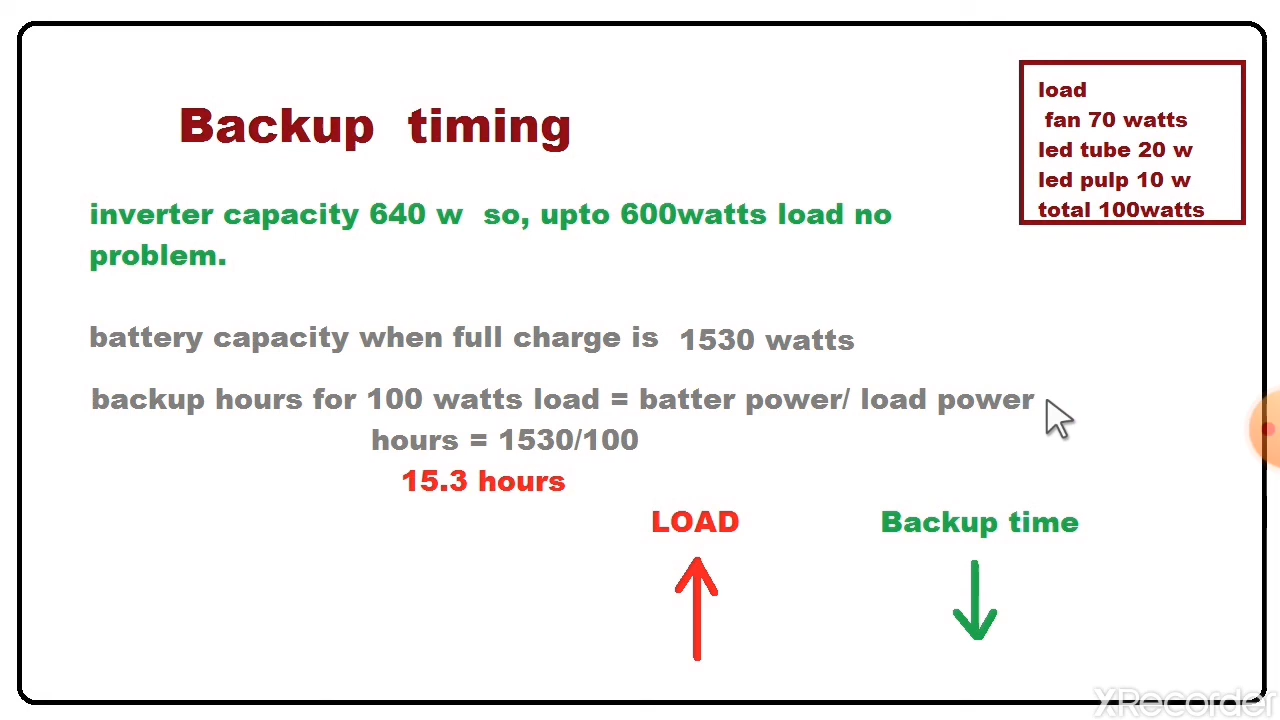 Backup timing
load
fan 70 watts
led tube 20 w
led pulp 10 w
total 100watts
inverter capacity 640 w so, upto 600watts load no
problem.
battery capacity when full charge is 1530 watts
backup hours for 100 watts load = batter power/ load power
hours = 1530/100
15.3 hours
LOAD
Backup time
XRecorder